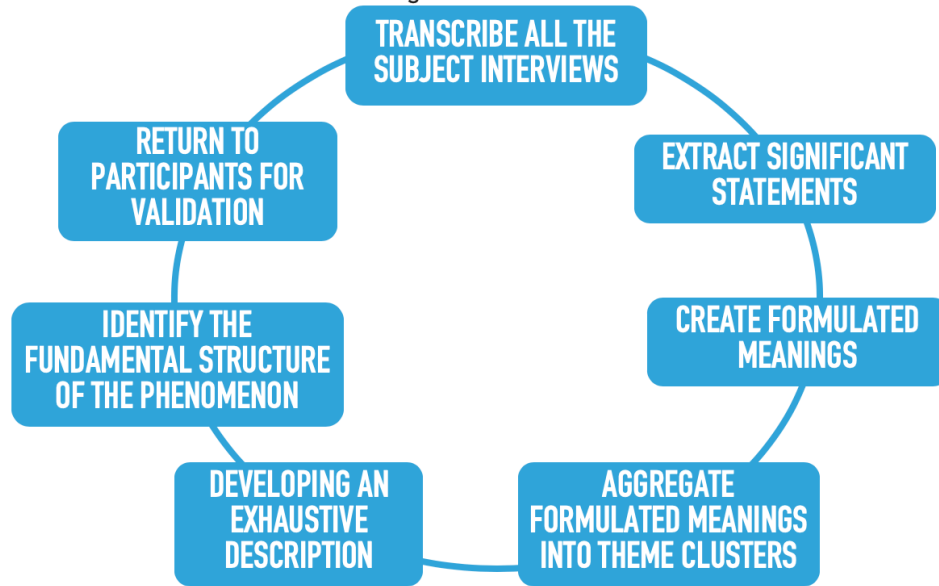 TRANSCRIBE ALL THE
SUBJECT INTERVIEWS
EXTRACT SIGNIFICANT
STATEMENTS
CREATE FORMULATED
MEANINGS
AGGREGATE
FORMULATED MEANINGS
INTO THEME CLUSTERS
DEVELOPING AN
EXHAUSTIVE
DESCRIPTION
IDENTIFY THE
FUNDAMENTAL STRUCTURE
OF THE PHENOMENON
RETURN TO
PARTICIPANTS FOR
VALIDATION